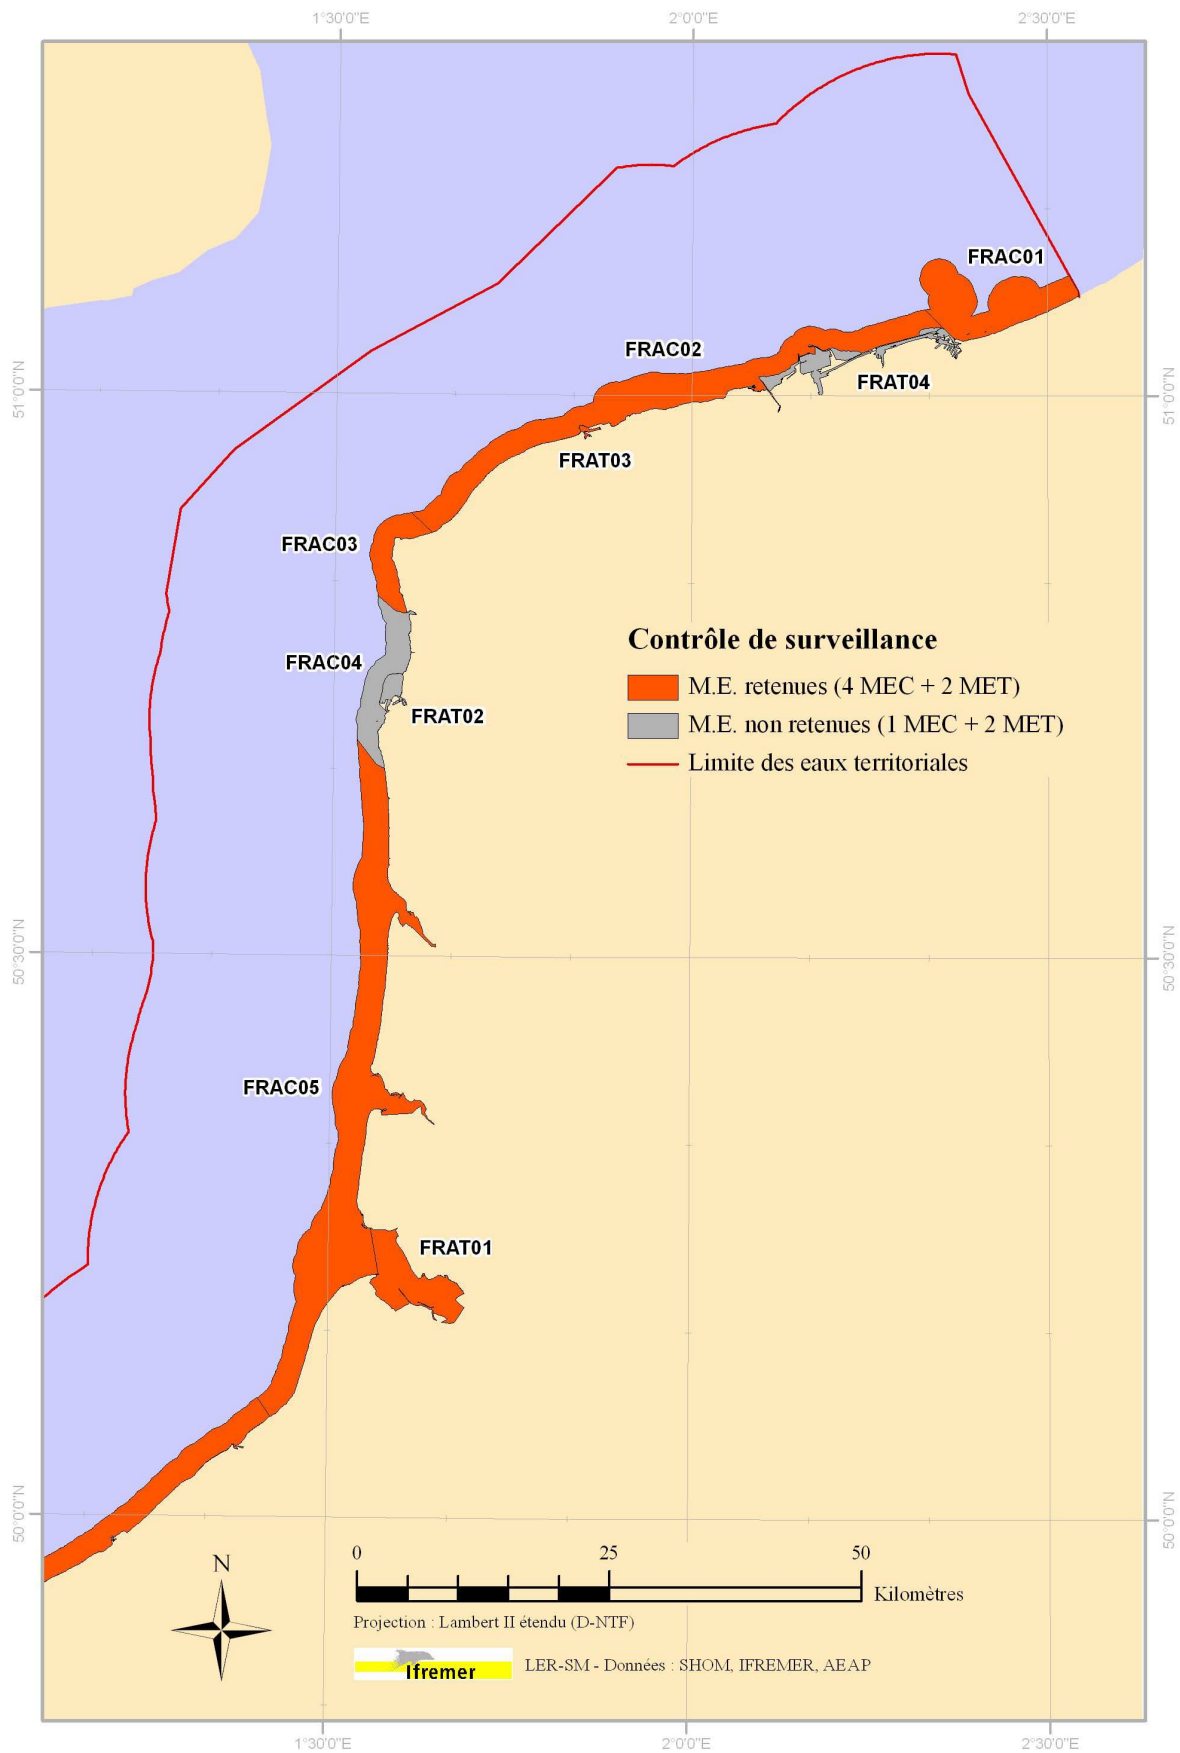 1°30'0"E 2°0'0"E 2°30'0"E
FRAC01
FRAC02
51°0'0"N
51°0'0"N
FRAT04
FRAT03
FRAC03
Contrôle de surveillance
FRAC04
M.E. retenues (4 MEC + 2 MET)
FRAT02
M.E. non retenues (1 MEC + 2 MET)
Limite des eaux territoriales
50°30'0"N
50°30'0"N
FRAC05
FRAT01
50°0'0"N
50°0'0"N
N
0 25 50
Kilomètres
Projection : Lambert II étendu (D-NTF)
Ifremer
LER-SM - Données : SHOM, IFREMER, AEAP
1°30'0"E 2°0'0"E 2°30'0"E